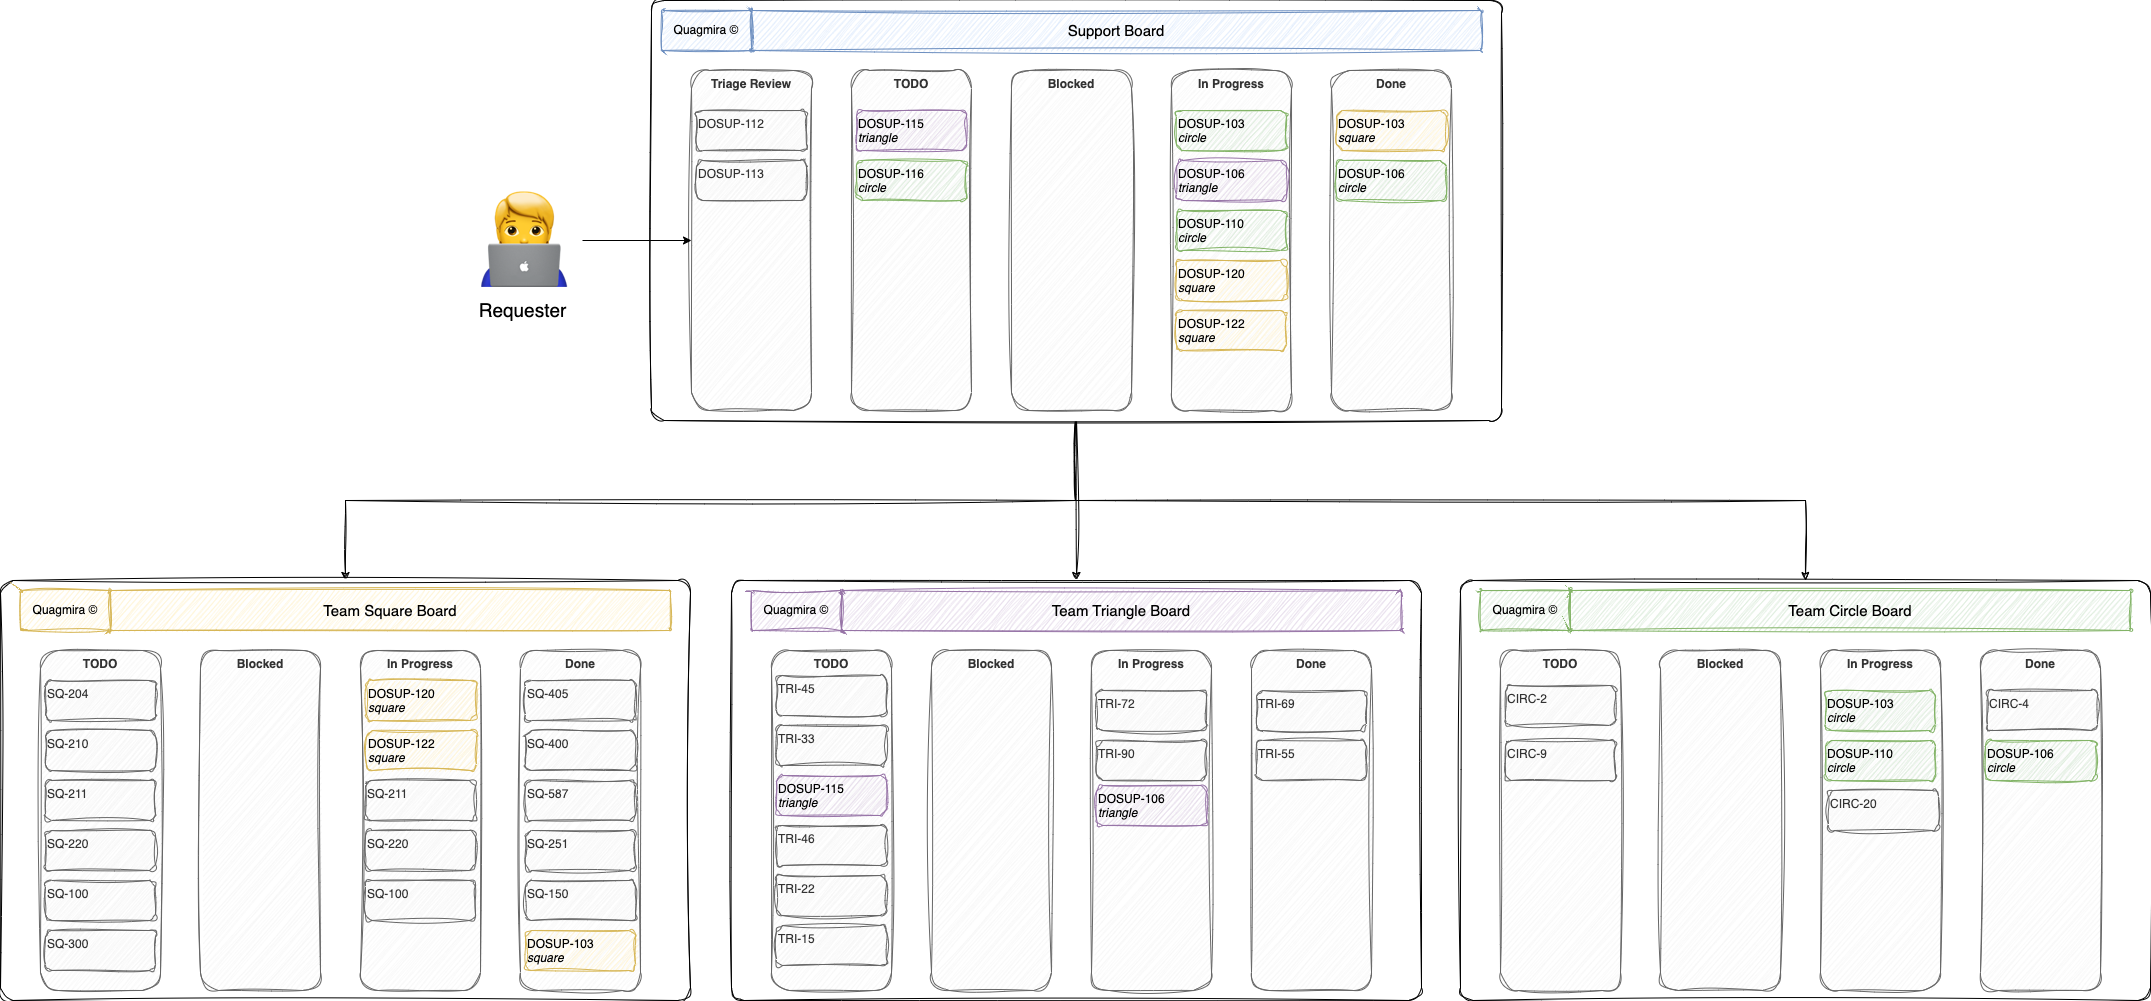 Quagmira ©
Support Board
Triage Review
DOSUP-112
DOSUP-113
TODO
DOSUP-115
triangle
DOSUP-116
circle
Blocked
In Progress
DOSUP-103
circle
DOSUP-106
triangle
DOSUP-110
circle
DOSUP-120
square
DOSUP-122
square
Done
DOSUP-103
square
DOSUP-106
circle
Requester
Quagmira ©
Team Square Board
TODO
SQ-204
SQ-210
SQ-211
SQ-220
SQ-100
SQ-300
Blocked
In Progress
DOSUP-120
square
DOSUP-122
square
SQ-211
SQ-220
SQ-100
Done
SQ-405
SQ-400
SQ-587
SQ-251
SQ-150
DOSUP-103
square
Quagmira ©
Team Triangle Board
TODO
TRI-45
TRI-33
DOSUP-115
triangle
TRI-46
TRI-22
TRI-15
Blocked
In Progress
TRI-72
TRI-90
DOSUP-106
triangle
Done
TRI-69
TRI-55
Quagmira ©
Team Circle Board
TODO
CIRC-2
CIRC-9
Blocked
In Progress
DOSUP-103
circle
DOSUP-110
circle
CIRC-20
Done
CIRC-4
DOSUP-106
circle